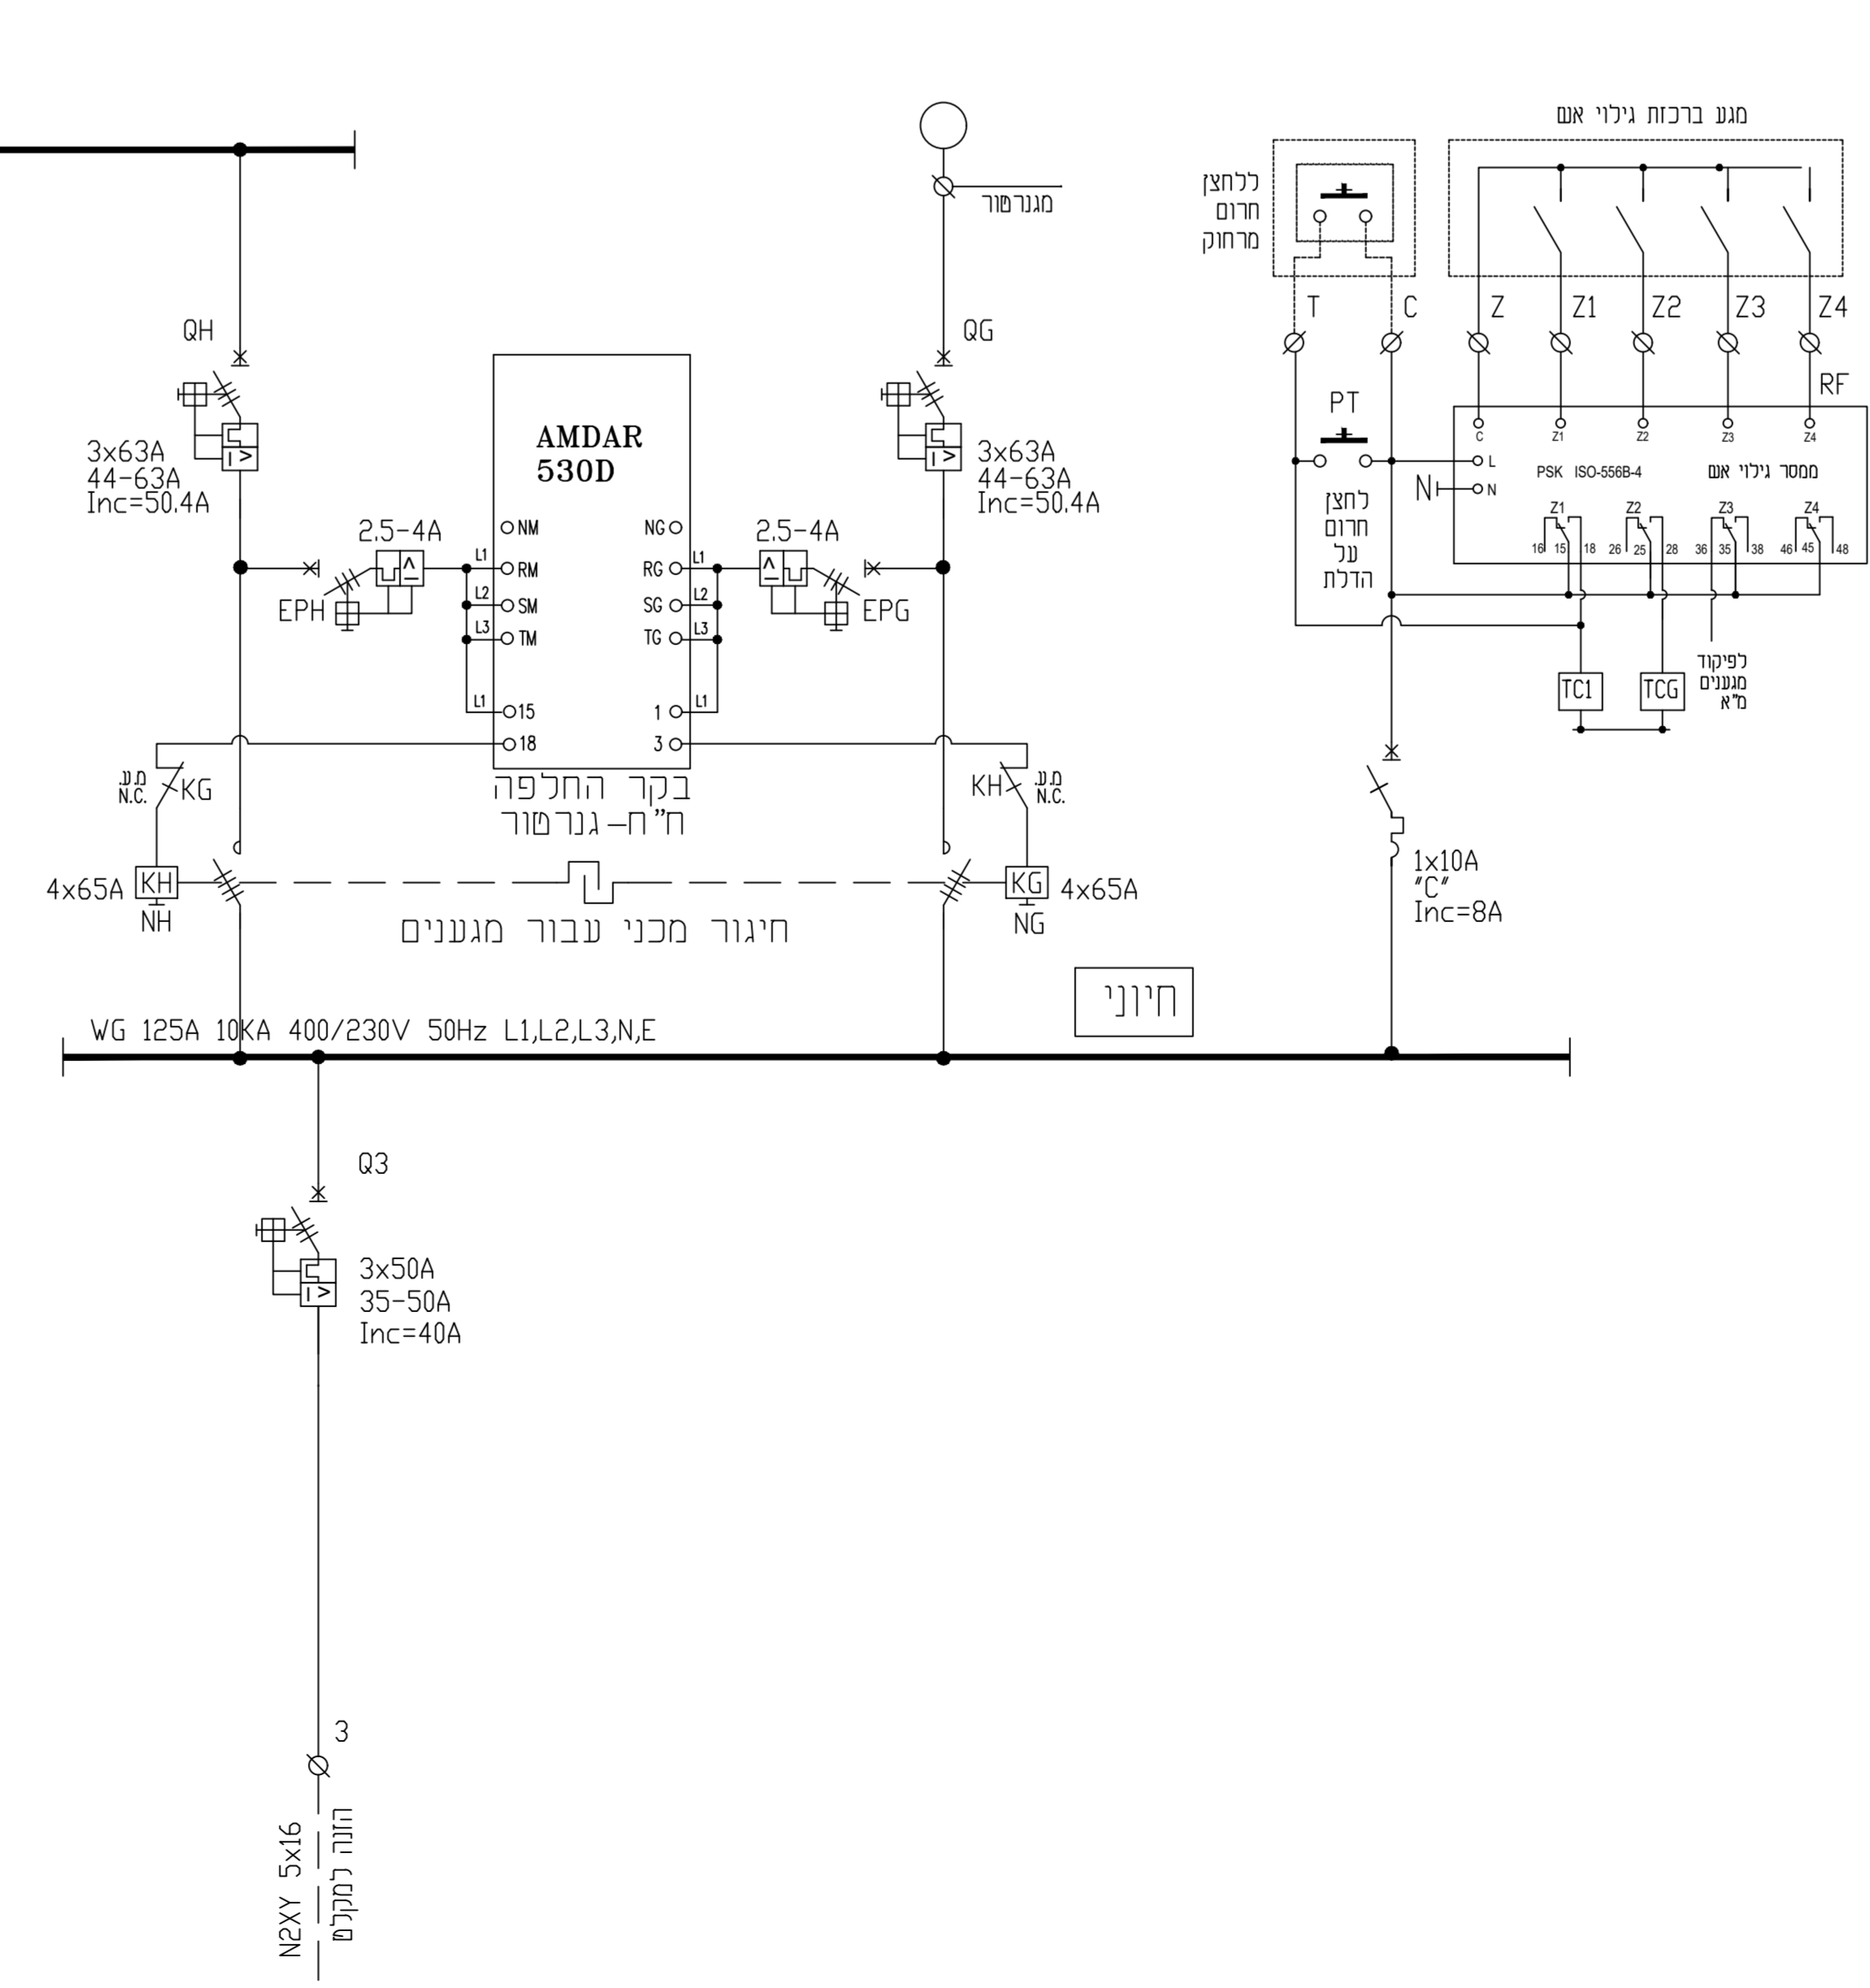 מגע ברכזת גילוי אש
ללחצן
חרום
מרחוק
מגנרטור
T
C
Z
Z1
Z2
Z3
Z4
QH
QG
RF
3x63A
44-63A
Inc=50.4A
AMDAR
530D
3x63A
44-63A
Inc=50.4A
PT
C
Z1
Z2
Z3
Z4
L
N
N
PSK ISO-556B-4
ממסר גילוי אש
לחצן
חרום
על
הדלת
Z1
Z2
Z3
Z4
16 15 18
26 25 28
36 35 38
46 45 48
2.5-4A
2.5-4A
NM
NG
L1
RM
RG
L1
L2
SM
SG
L2
L3
TM
TG
L3
EPH
EPG
L1
15
1
L1
18
3
לפיקוד
מגענים
מ"א
TC1
TCG
מ.ע.
N.C.
KG
KH
מ.ע.
N.C.
בקר החלפה
ח"ח-גנרטור
4x65A
KH
NH
KG
4x65A
NG
חיגור מכני עבור מגענים
1x10A
"C"
Inc=8A
חיוני
WG 125A 10KA 400/230V 50Hz L1,L2,L3,N,E
Q3
3x50A
35-50A
Inc=40A
3
N2XY 5x16
הזנה למקלט